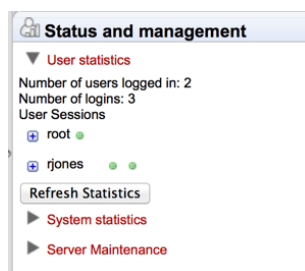 Status and management
User statistics
Number of users logged in: 2
Number of logins: 3
User Sessions
root
rjones
Refresh Statistics
System statistics
Server Maintenance